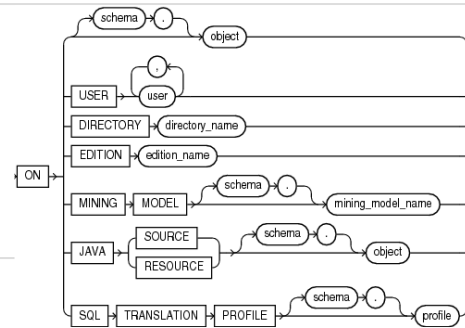 schema .
object
,
USER user
DIRECTORY directory_name
EDITION edition_name
ON
schema .
MINING MODEL mining_model_name
SOURCE
schema .
JAVA object
RESOURCE
schema .
SQL TRANSLATION PROFILE profile